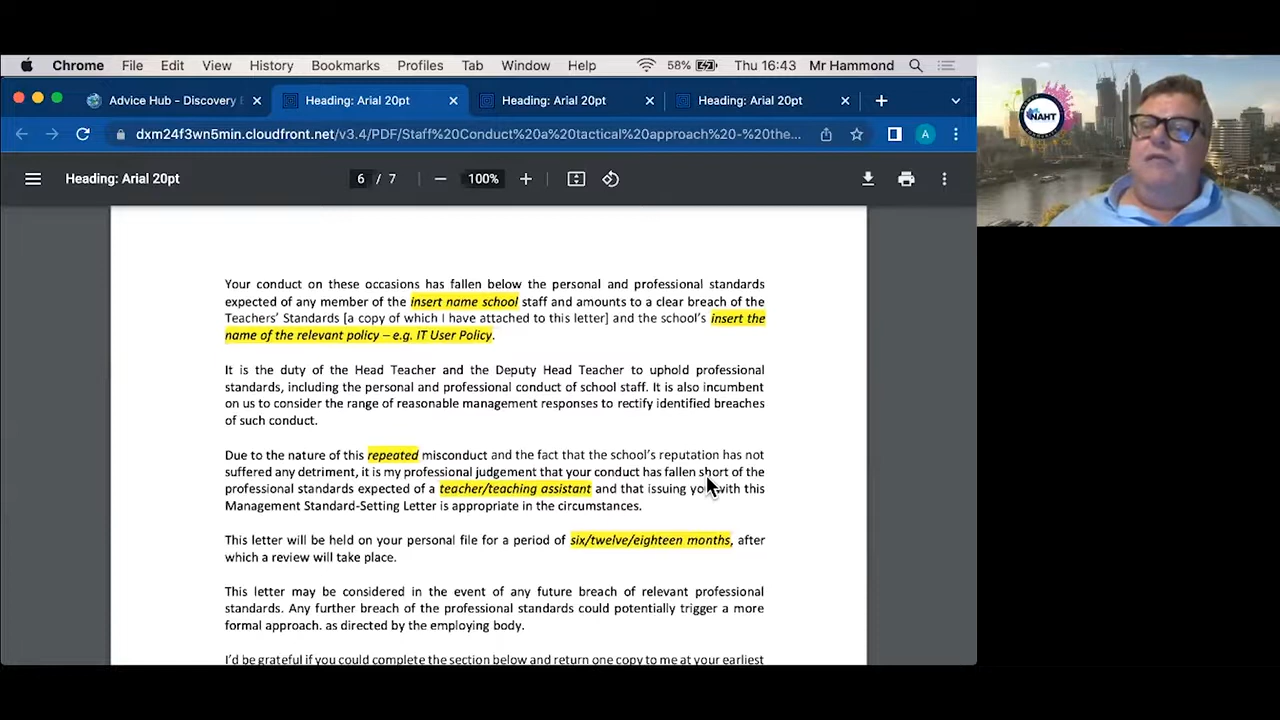 Chrome File Edit View History Bookmarks Profiles Tab Window Help 58% Thu 16:43 Mr Hammond
Advice Hub - Discovery E Heading: Arial 20pt Heading: Arial 20pt Heading: Arial 20pt
dxm24f3wn5min.cloudfront.net/v3.4/PDF/Staff%20Conduct%20a%20tactical%20approach%20-%20the... A
Heading: Arial 20pt 6 / 7 100%
NAHT
Your conduct on these occasions has fallen below the personal and professional standards
expected of any member of the insert name school staff and amounts to a clear breach of the
Teachers' Standards [a copy of which I have attached to this letter] and the school's insert the
name of the relevant policy – e.g. IT User Policy.
It is the duty of the Head Teacher and the Deputy Head Teacher to uphold professional
standards, including the personal and professional conduct of school staff. It is also incumbent
on us to consider the range of reasonable management responses to rectify identified breaches
of such conduct.
Due to the nature of this repeated misconduct and the fact that the school's reputation has not
suffered any detriment, it is my professional judgement that your conduct has fallen short of the
professional standards expected of a teacher/teaching assistant and that issuing you with this
Management Standard-Setting Letter is appropriate in the circumstances.
This letter will be held on your personal file for a period of six/twelve/eighteen months, after
which a review will take place.
This letter may be considered in the event of any future breach of relevant professional
standards. Any further breach of the professional standards could potentially trigger a more
formal approach. as directed by the employing body.
I'd be grateful if you could complete the section below and return one copy to me at your earliest